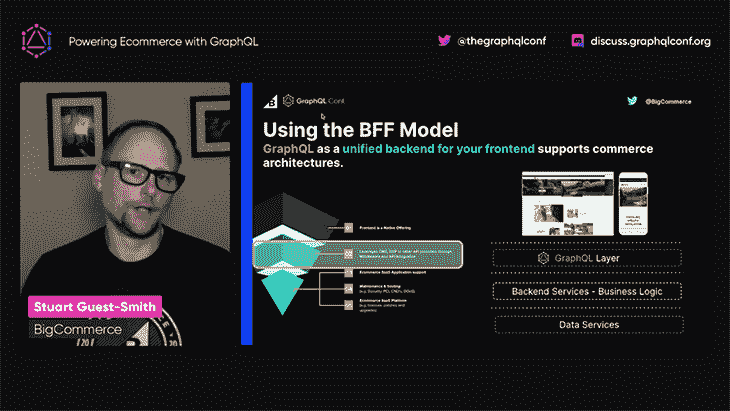 Powering Ecommerce with GraphQL
@thegraphqlconf
discuss.graphqlconf.org
GraphQL Conf
@BigCommerce
Using the BFF Model
GraphQL as a unified backend for your frontend supports commerce
architectures.
Frontend is a Native Offering
Ecommerce SaaS Application support
Maintenance & Scaling
Ecommerce SaaS Platform
GraphQL Layer
Backend Services - Business Logic
Data Services
Stuart Guest-Smith
BigCommerce